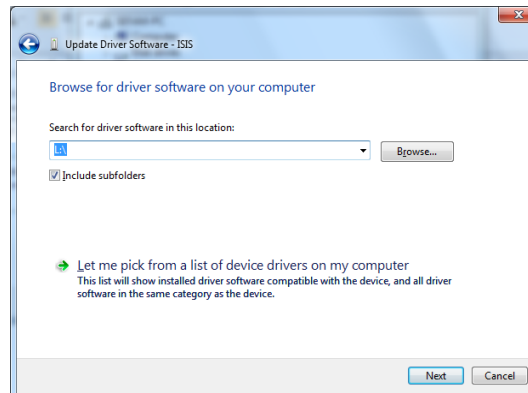 Update Driver Software - ISIS
Browse for driver software on your computer
Search for driver software in this location:
L:\
Browse...
Include subfolders
Let me pick from a list of device drivers on my computer
This list will show installed driver software compatible with the device, and all driver
software in the same category as the device.
Next
Cancel